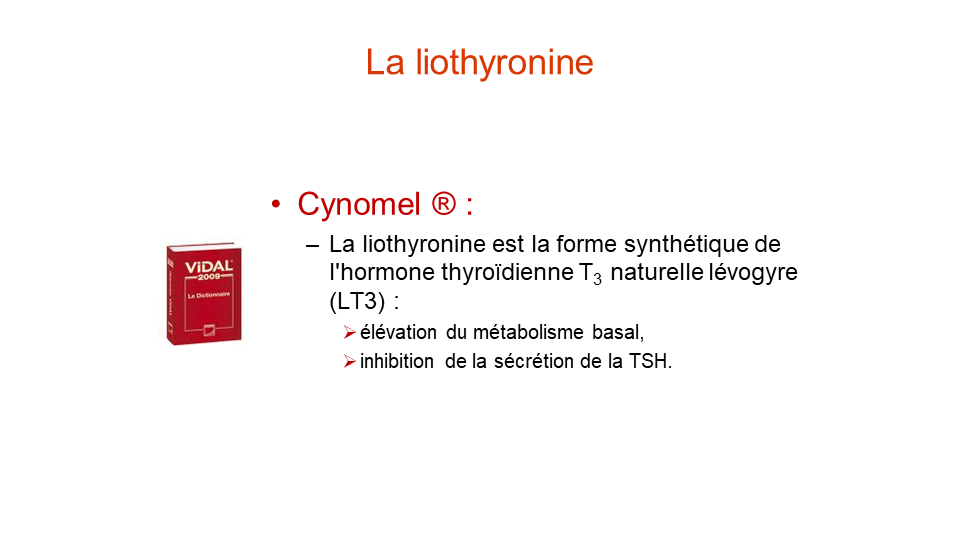 La liothyronine
• Cynomel ® :
– La liothyronine est la forme synthétique de
l'hormone thyroïdienne T3 naturelle lévogyre
(LT3) :
➢ élévation du métabolisme basal,
➢ inhibition de la sécrétion de la TSH.
ViDAL
2009
Le Dictionnaire